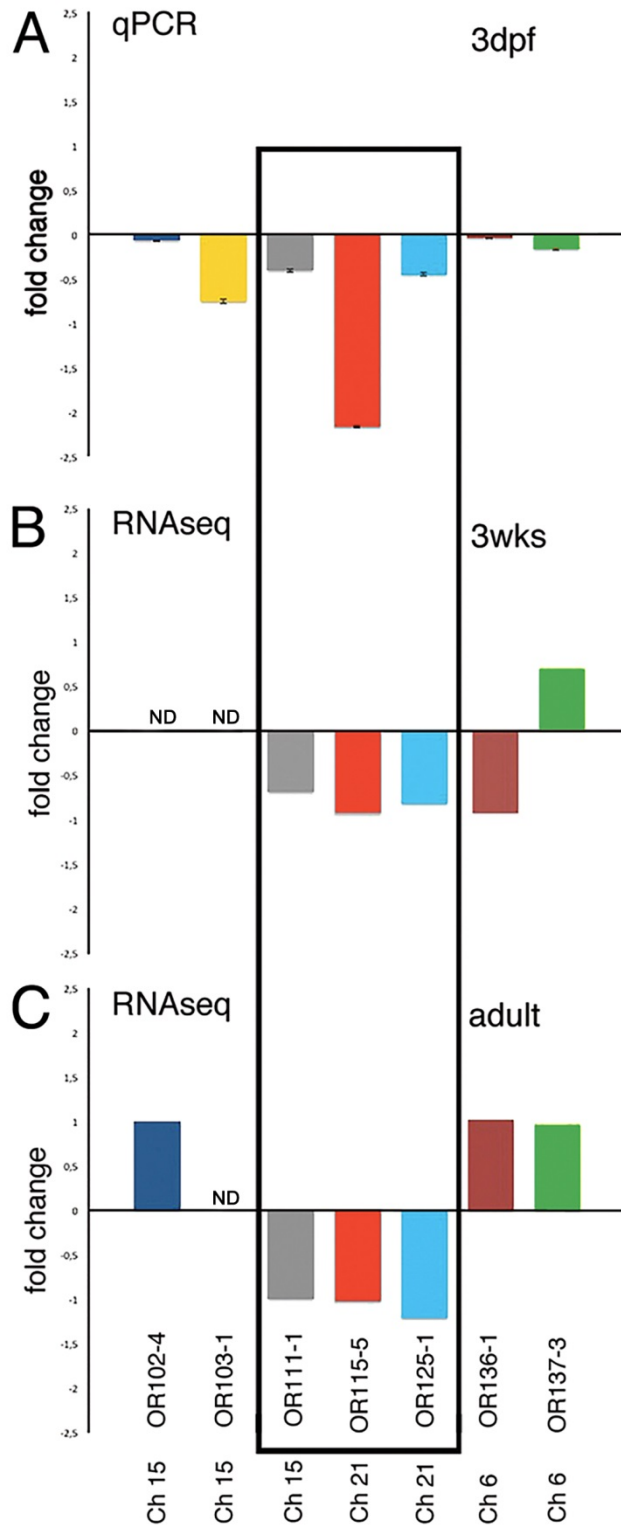 A
qPCR
3dpf
2,5
2
1,5
1
0,5
0
-0,5
-1
-1,5
-2
-2,5
fold change
B
RNAseq
3wks
2,5
2
1,5
1
0,5
0
-0,5
-1
-1,5
-2
-2,5
fold change
ND ND
C
RNAseq
adult
2,5
2
1,5
1
0,5
0
-0,5
-1
-1,5
-2
-2,5
fold change
ND
OR102-4
OR103-1
OR111-1
OR115-5
OR125-1
OR136-1
OR137-3
Ch 15
Ch 15
Ch 15
Ch 21
Ch 21
Ch 6
Ch 6